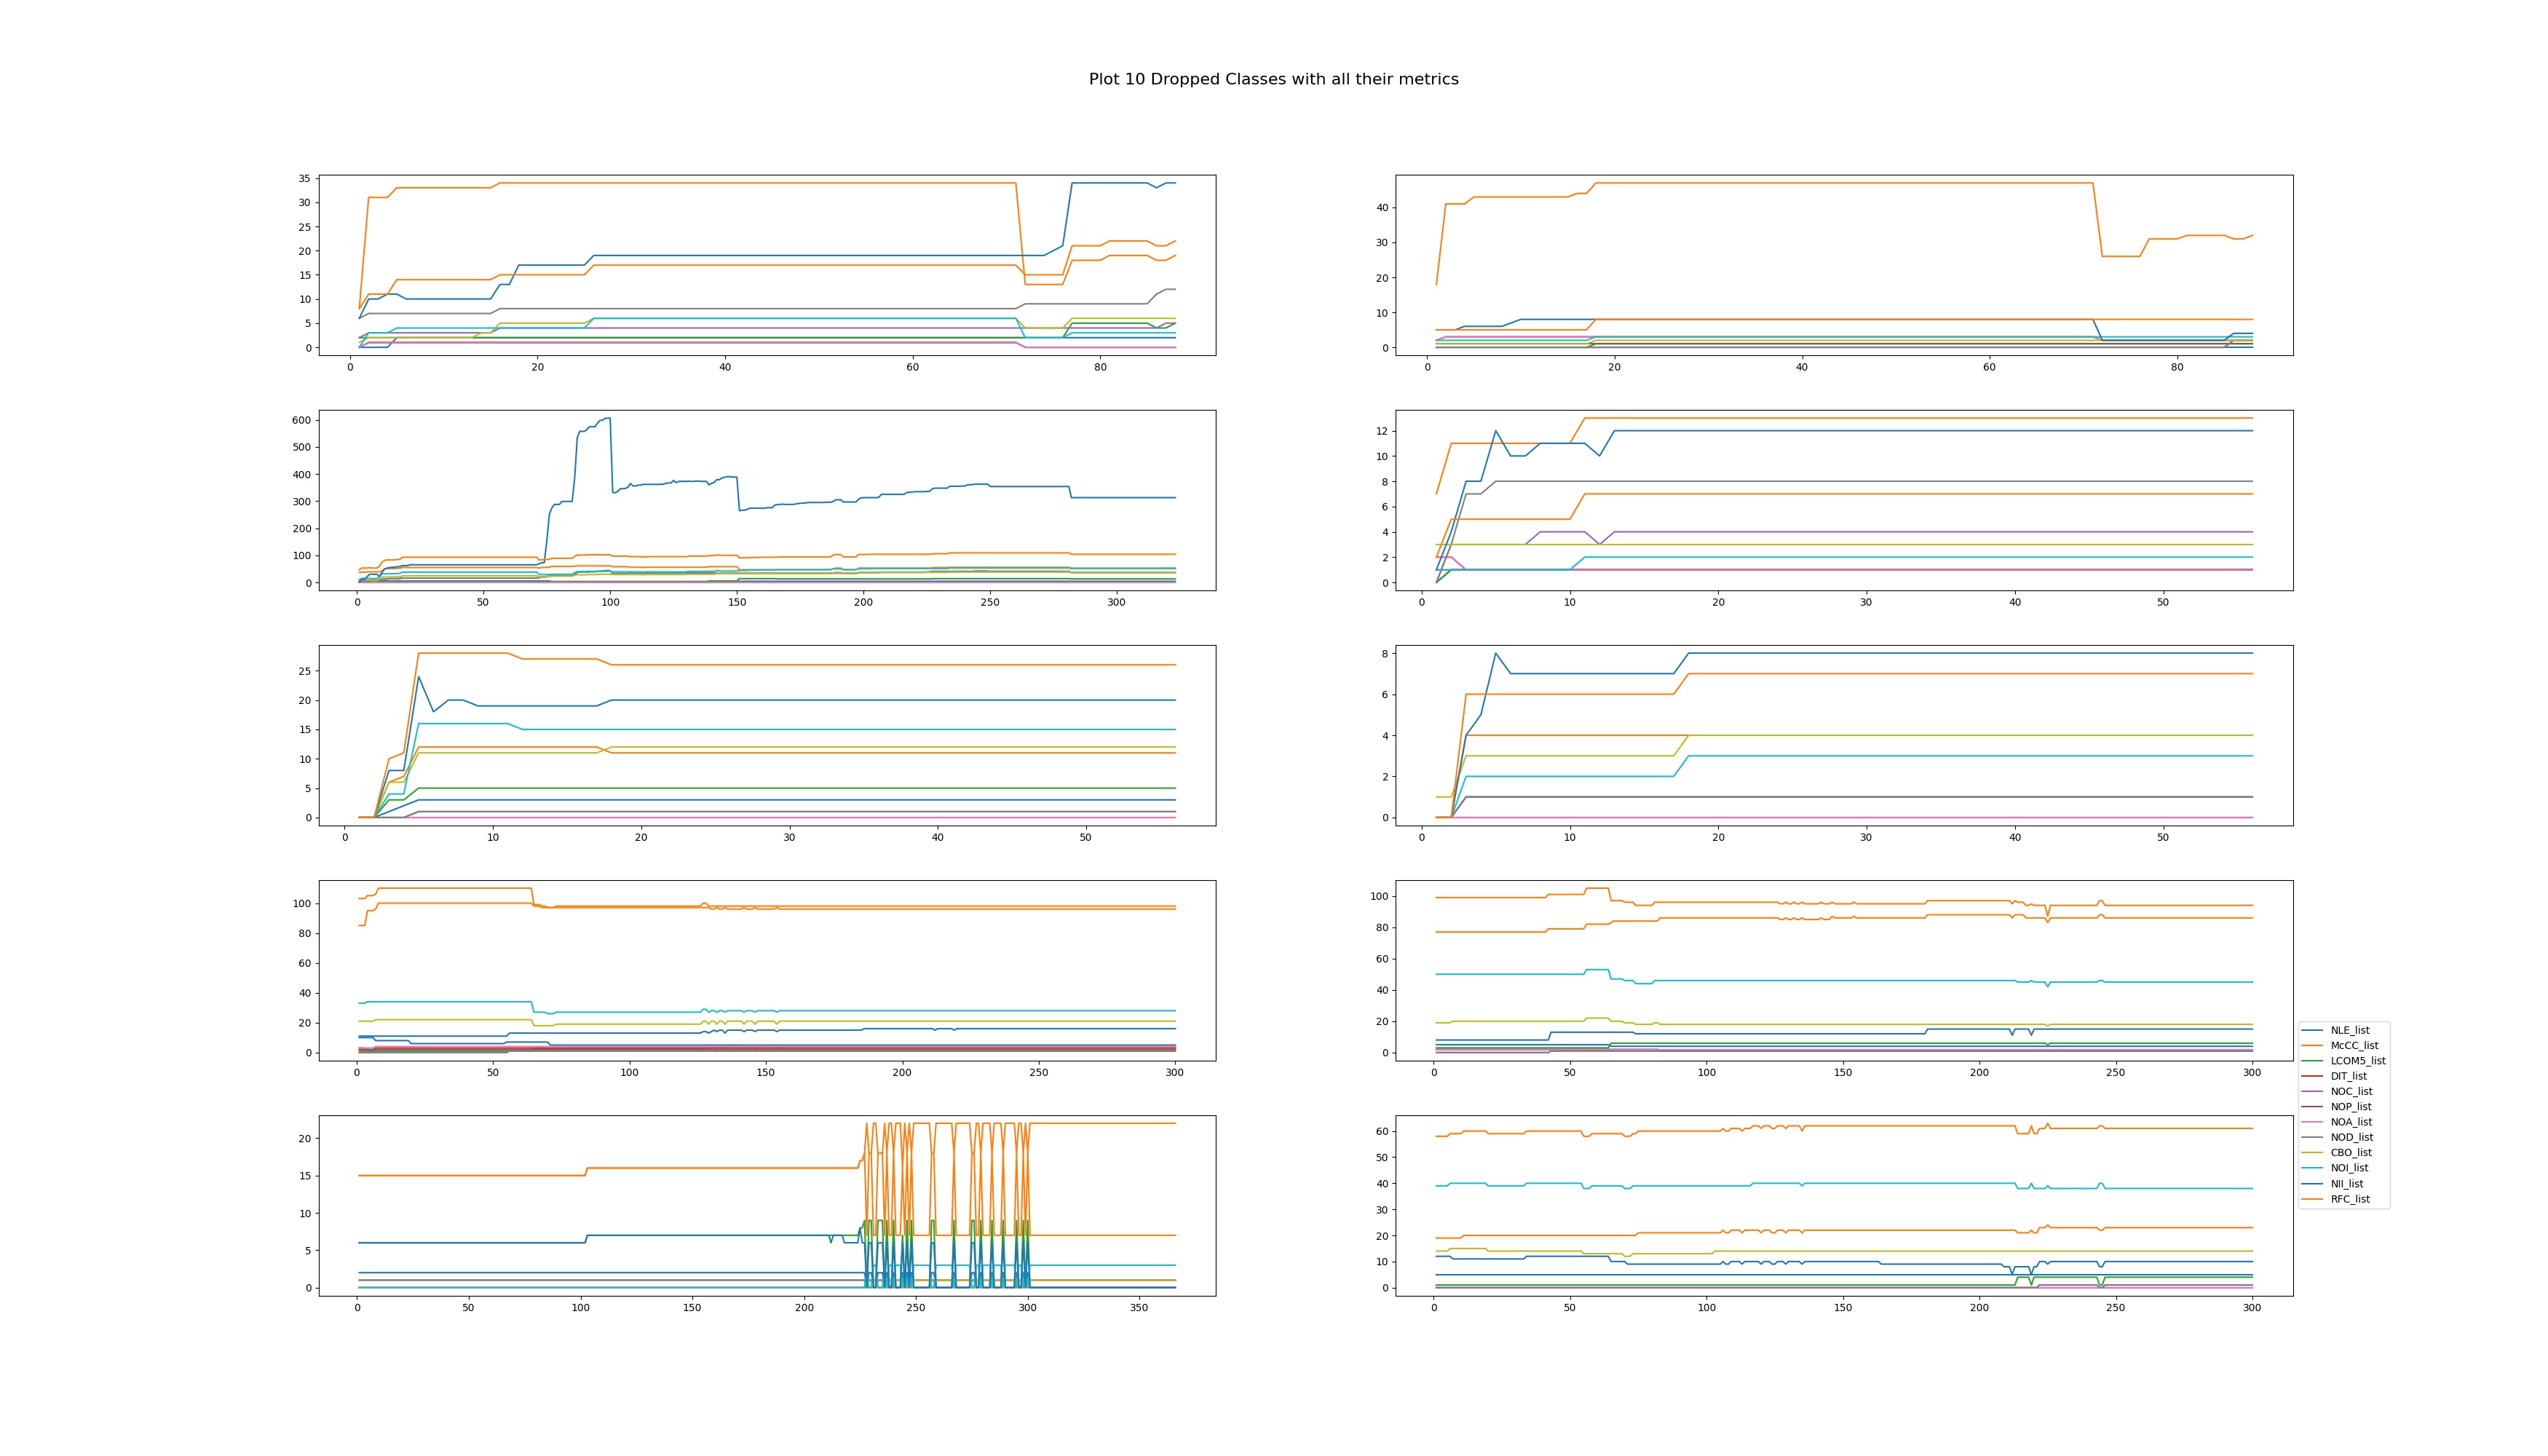 Plot 10 Dropped Classes with all their metrics
35
30
25
20
15
10
5
0
0 20 40 60 80
40
30
20
10
0
0 20 40 60 80
600
500
400
300
200
100
0
0 50 100 150 200 250 300
12
10
8
6
4
2
0
0 10 20 30 40 50
25
20
15
10
5
0
0 10 20 30 40 50
8
6
4
2
0
0 10 20 30 40 50
100
80
60
40
20
0
0 50 100 150 200 250 300
100
80
60
40
20
0
0 50 100 150 200 250 300
20
15
10
5
0
0 50 100 150 200 250 300 350
60
50
40
30
20
10
0
0 50 100 150 200 250 300
NLE_list
McCC_list
LCOM5_list
DIT_list
NOC_list
NOP_list
NOA_list
NOD_list
CBO_list
NOI_list
NII_list
RFC_list